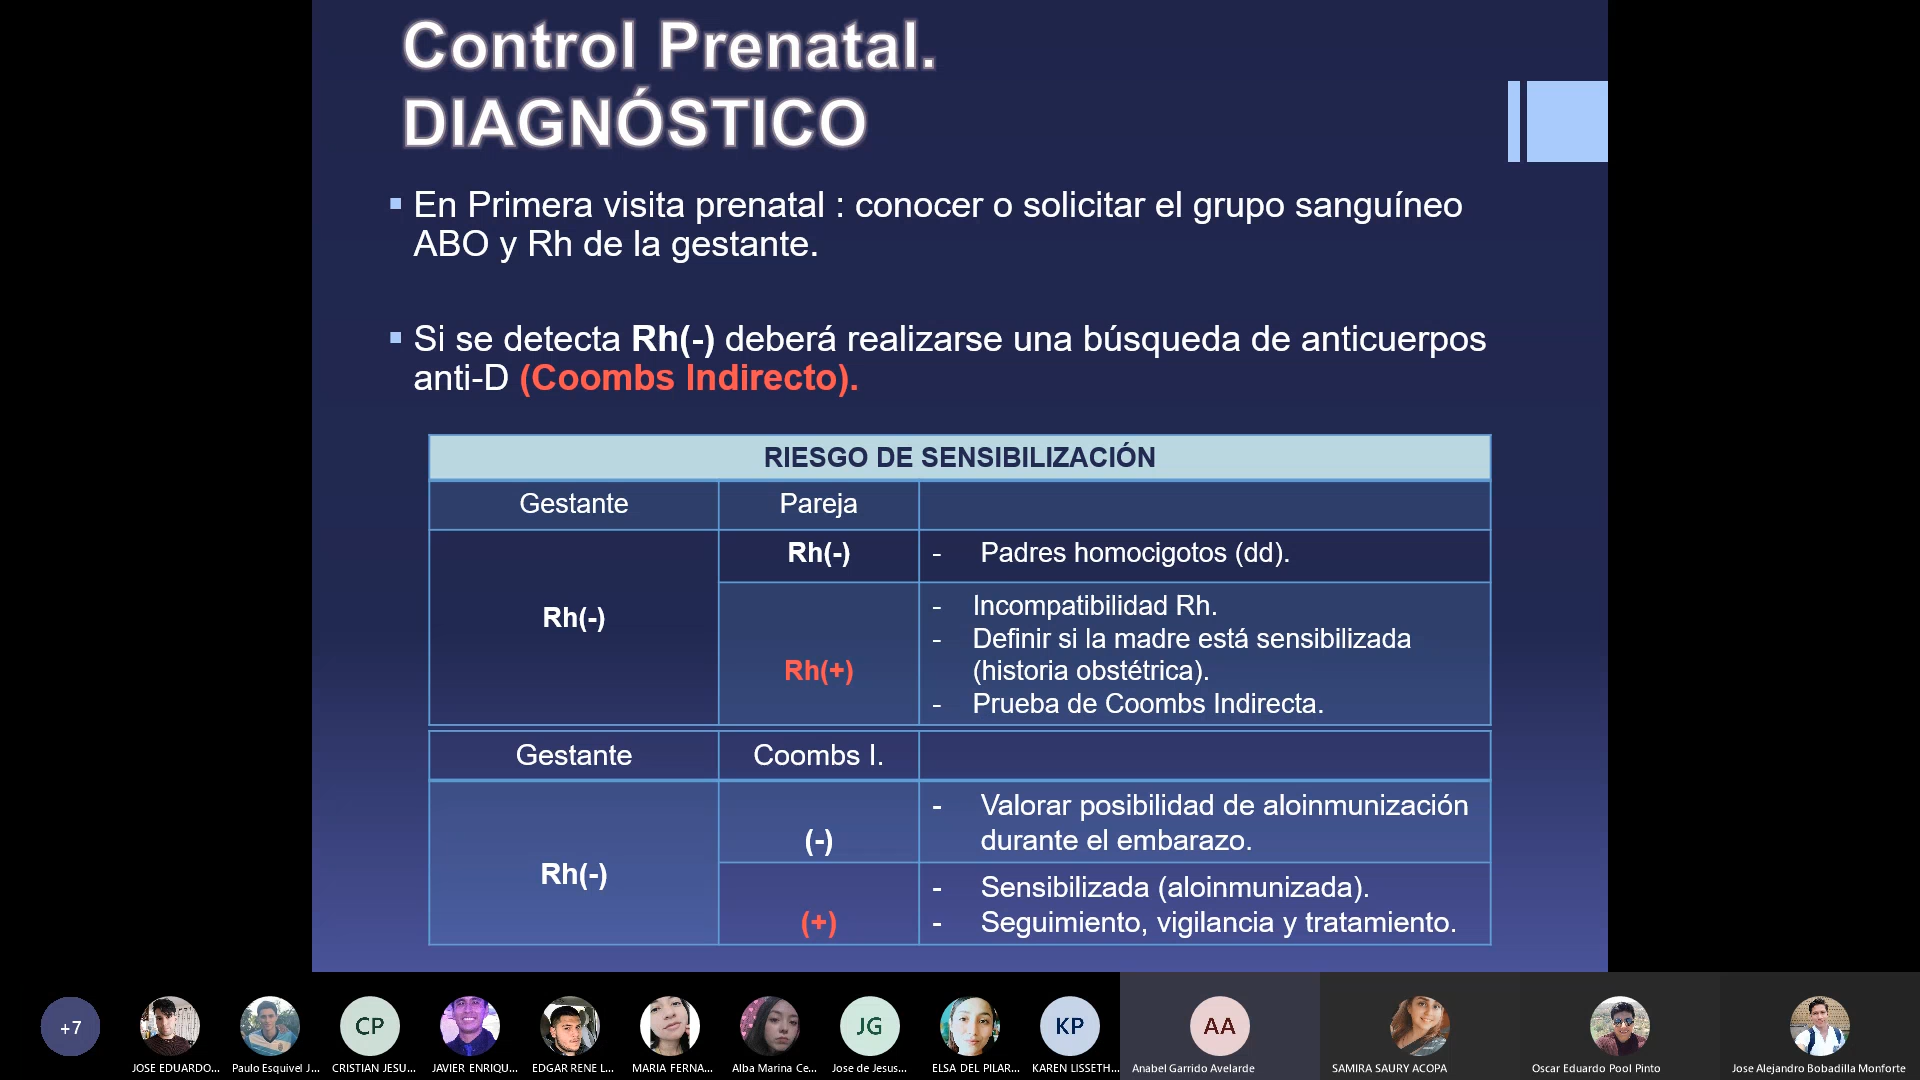 Control Prenatal.
DIAGNÓSTICO
▪ En Primera visita prenatal : conocer o solicitar el grupo sanguíneo
ABO y Rh de la gestante.
▪ Si se detecta Rh(-) deberá realizarse una búsqueda de anticuerpos
anti-D (Coombs Indirecto).
RIESGO DE SENSIBILIZACIÓN
Gestante Pareja
Rh(-)
Rh(-)
- Padres homocigotos (dd).
Rh(+)
- Incompatibilidad Rh.
- Definir si la madre está sensibilizada
(historia obstétrica).
- Prueba de Coombs Indirecta.
Gestante Coombs I.
Rh(-)
(-)
- Valorar posibilidad de aloinmunización
durante el embarazo.
(+)
- Sensibilizada (aloinmunizada).
- Seguimiento, vigilancia y tratamiento.
+7
CP
JG
KP
AA
JOSE EDUARDO...
Paulo Esquivel J...
CRISTIAN JESU...
JAVIER ENRIQU...
EDGAR RENE L...
MARIA FERNA...
Alba Marina Ce...
Jose de Jesus...
ELSA DEL PILAR...
KAREN LISSETH...
Anabel Garrido Avelarde
SAMIRA SAURY ACOPA
Oscar Eduardo Pool Pinto
Jose Alejandro Bobadilla Monforte